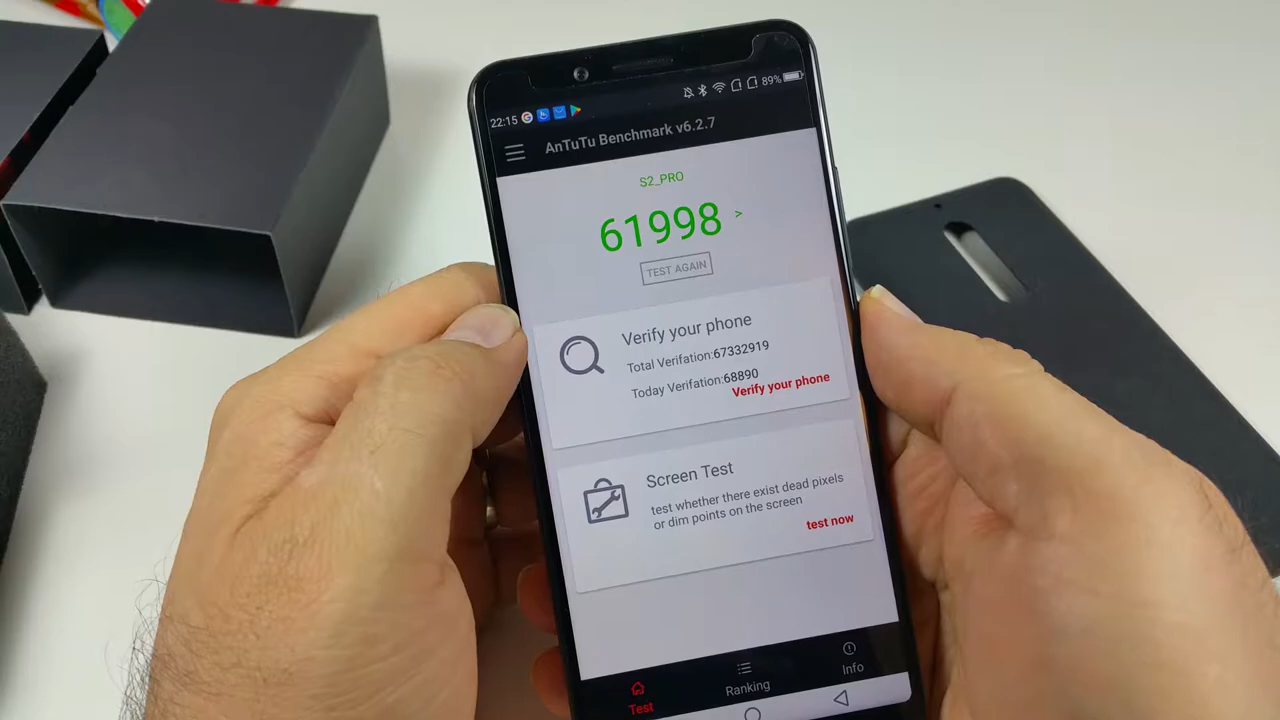 22:15
89%
AnTuTu Benchmark v6.2.7
S2_PRO
61998 >
TEST AGAIN
Verify your phone
Total Verifation:67332919
Today Verifation:68890
Verify your phone
Screen Test
test whether there exist dead pixels
or dim points on the screen
test now
Test
Ranking
Info